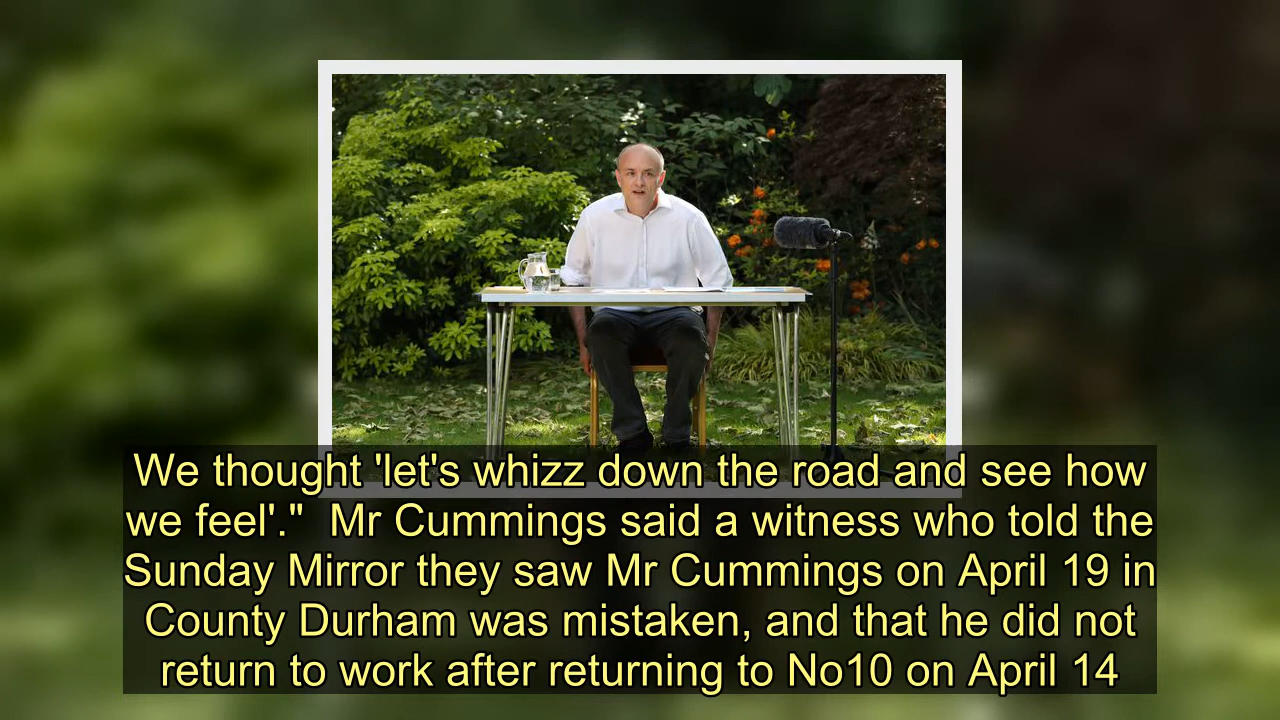 We thought 'let's whizz down the road and see how
we feel'."  Mr Cummings said a witness who told the
Sunday Mirror they saw Mr Cummings on April 19 in
County Durham was mistaken, and that he did not
return to work after returning to No10 on April 14